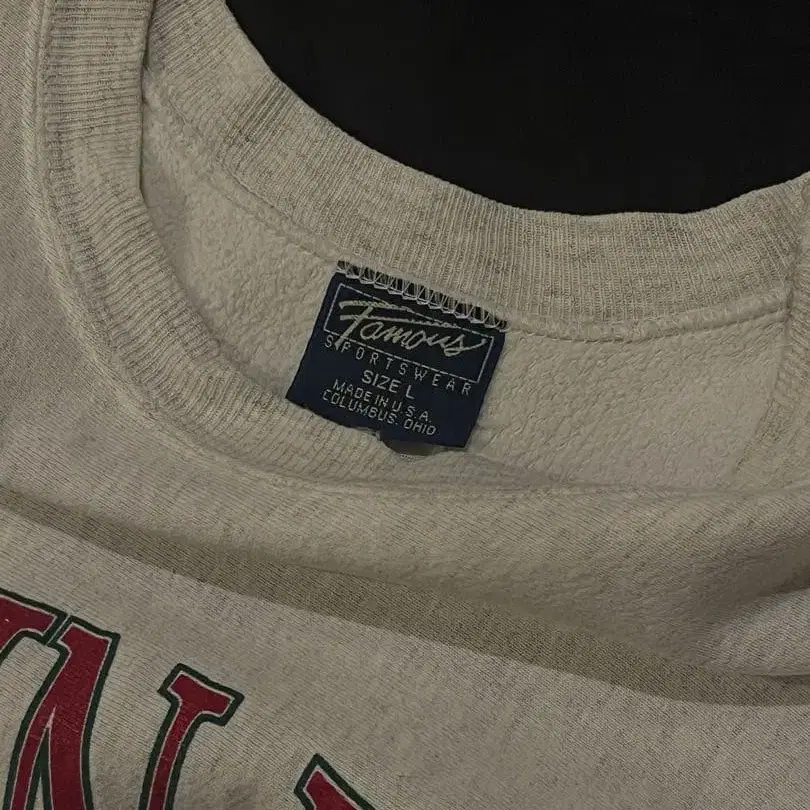 Famous
SPORTSWEAR
SIZE L
MADE IN U.S.A.
COLUMBUS, OHIO